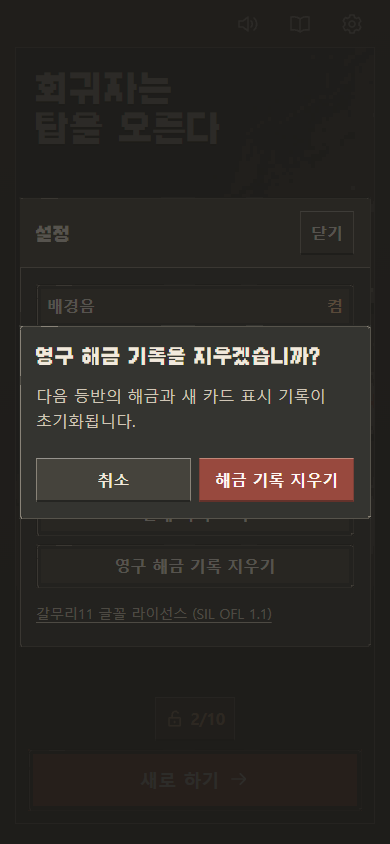 회귀자는
탑을 오른다
설정
닫기
배경음
켬
영구 해금 기록을 지우겠습니까?
다음 등반의 해금과 새 카드 표시 기록이
초기화됩니다.
취소
해금 기록 지우기
영구 해금 기록 지우기
갈무리11 글꼴 라이선스 (SIL OFL 1.1)
2/10
새로 하기 →